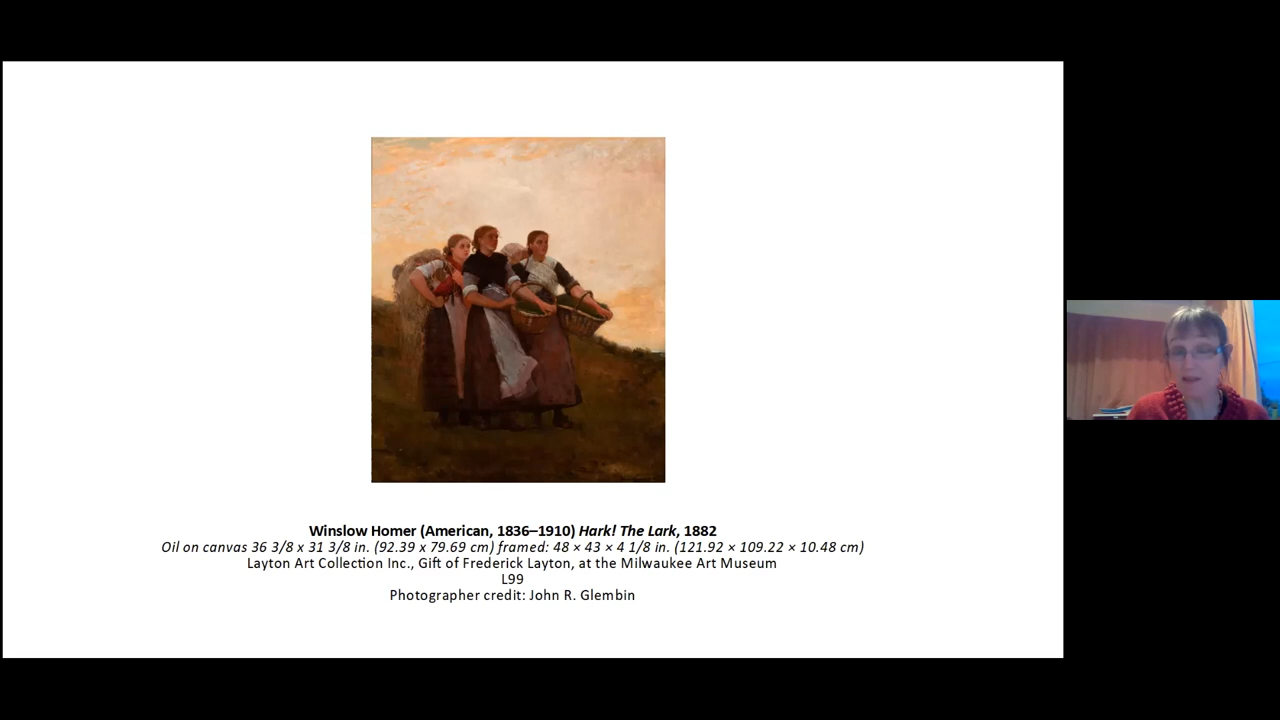 Winslow Homer (American, 1836–1910) Hark! The Lark, 1882
Oil on canvas 36 3/8 x 31 3/8 in. (92.39 x 79.69 cm) framed: 48 × 43 × 4 1/8 in. (121.92 × 109.22 × 10.48 cm)
Layton Art Collection Inc., Gift of Frederick Layton, at the Milwaukee Art Museum
L99
Photographer credit: John R. Glembin